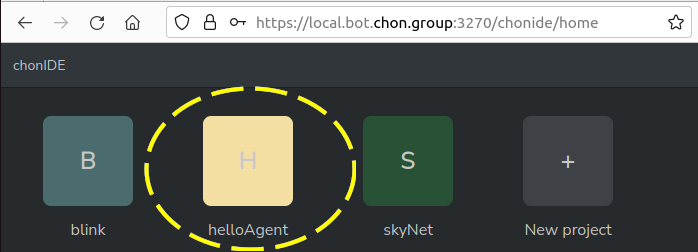 https://local.bot.chon.group:3270/chonide/home
chonIDE
B
H
S
+
blink
helloAgent
skyNet
New project